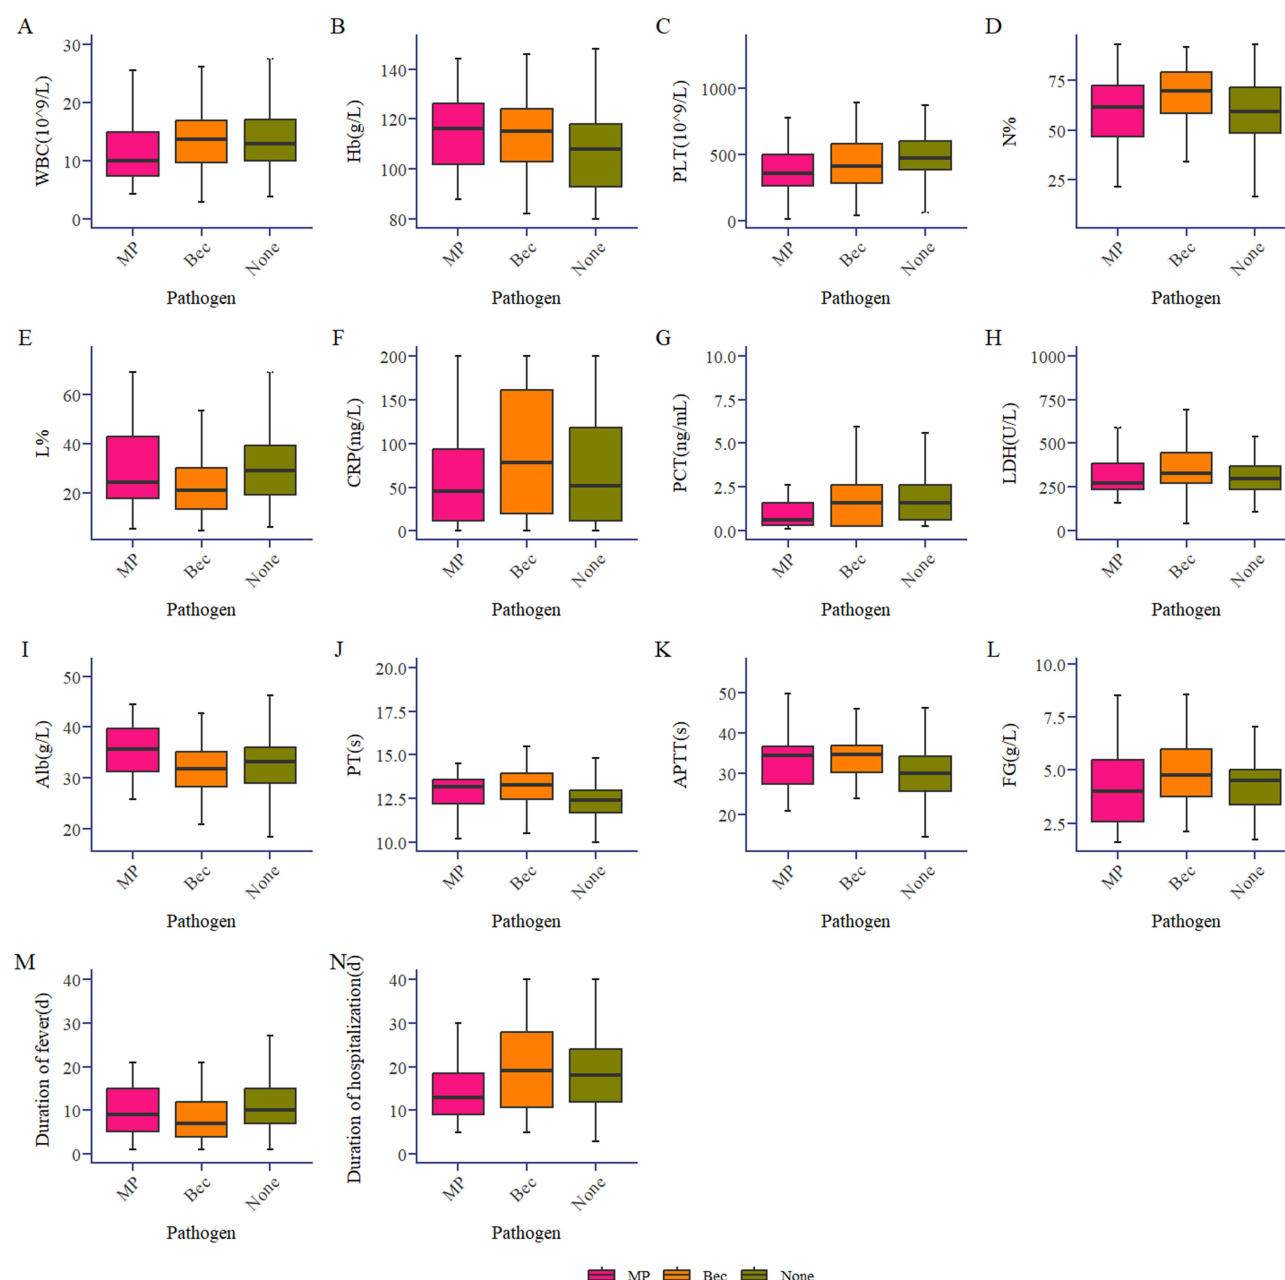 A
WBC(10^9/L)
30
20
10
0
MP
Bec
None
Pathogen
B
Hb(g/L)
140
120
100
80
MP
Bec
None
Pathogen
C
PLT(10^9/L)
1000
500
0
MP
Bec
None
Pathogen
D
N%
75
50
25
MP
Bec
None
Pathogen
E
L%
60
40
20
MP
Bec
None
Pathogen
F
CRP(mg/L)
200
150
100
50
0
MP
Bec
None
Pathogen
G
PCT(ng/mL)
10.0
7.5
5.0
2.5
0.0
MP
Bec
None
Pathogen
H
LDH(U/L)
1000
750
500
250
0
MP
Bec
None
Pathogen
I
Alb(g/L)
50
40
30
20
MP
Bec
None
Pathogen
J
PT(s)
20.0
17.5
15.0
12.5
10.0
MP
Bec
None
Pathogen
K
APTT(s)
50
40
30
20
MP
Bec
None
Pathogen
L
FG(g/L)
10.0
7.5
5.0
2.5
MP
Bec
None
Pathogen
M
Duration of fever(d)
40
30
20
10
0
MP
Bec
None
Pathogen
N
Duration of hospitalization(d)
40
30
20
10
0
MP
Bec
None
Pathogen
MP Bec None